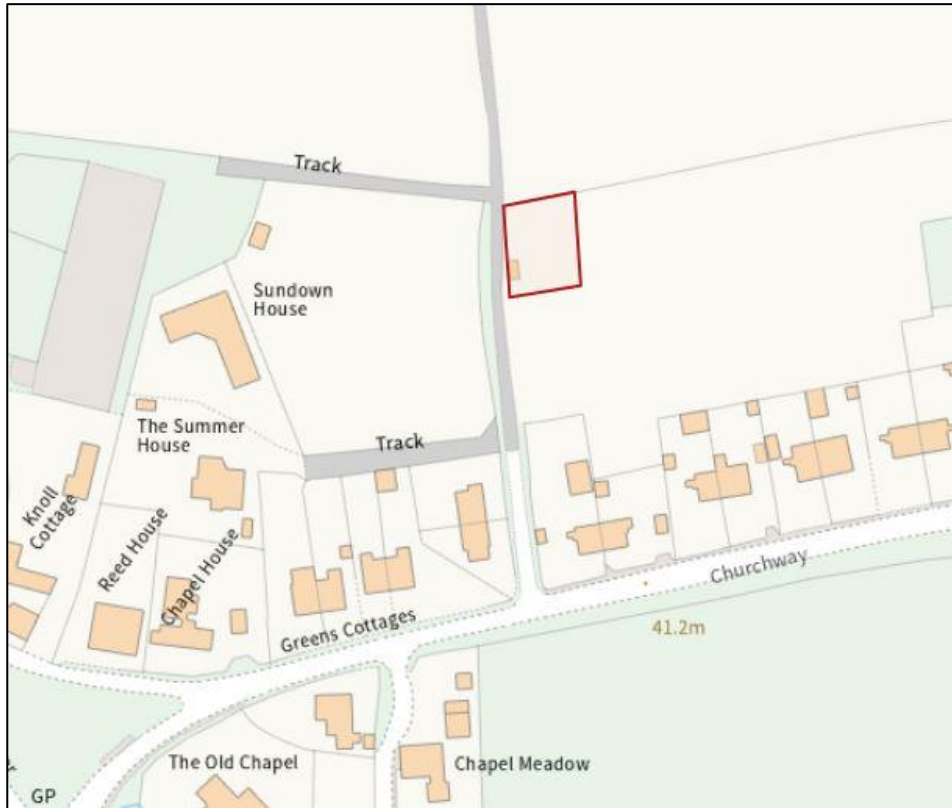 Track
Sundown
House
The Summer
House
Track
Knoll
Cottage
Reed House
Chapel House
Greens Cottages
Churchway
41.2m
The Old Chapel
Chapel Meadow
GP